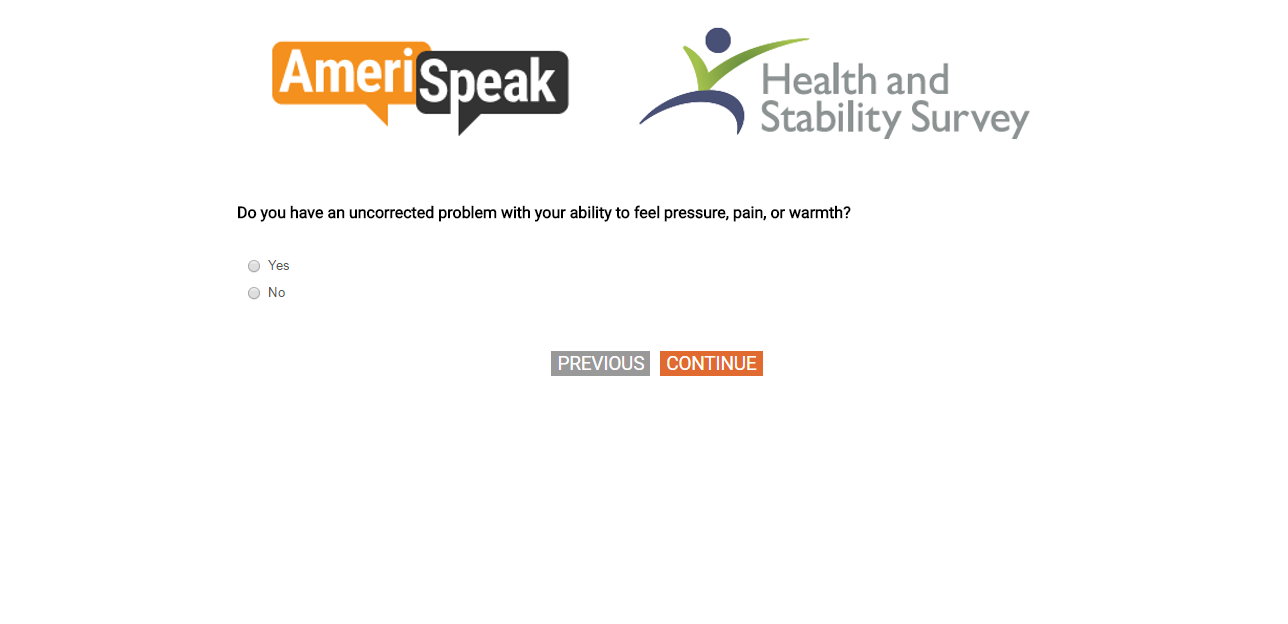 AmeriSpeak
Health and
Stability Survey
Do you have an uncorrected problem with your ability to feel pressure, pain, or warmth?
Yes
No
PREVIOUS CONTINUE